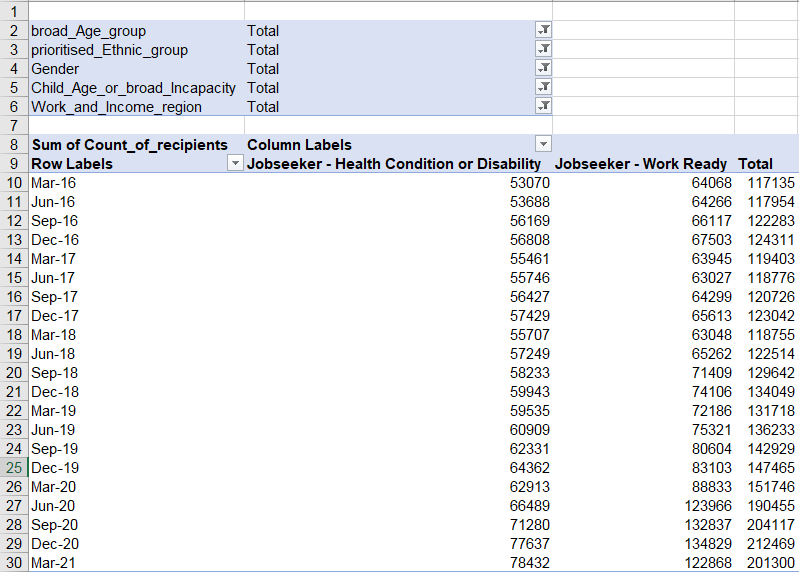 1
2 broad_Age_group Total
3 prioritised_Ethnic_group Total
4 Gender Total
5 Child_Age_or_broad_Incapacity Total
6 Work_and_Income_region Total
7
8 Sum of Count_of_recipients Column Labels
9 Row Labels Jobseeker - Health Condition or Disability Jobseeker - Work Ready Total
10 Mar-16 53070 64068 117135
11 Jun-16 53688 64266 117954
12 Sep-16 56169 66117 122283
13 Dec-16 56808 67503 124311
14 Mar-17 55461 63945 119403
15 Jun-17 55746 63027 118776
16 Sep-17 56427 64299 120726
17 Dec-17 57429 65613 123042
18 Mar-18 55707 63048 118755
19 Jun-18 57249 65262 122514
20 Sep-18 58233 71409 129642
21 Dec-18 59943 74106 134049
22 Mar-19 59535 72186 131718
23 Jun-19 60909 75321 136233
24 Sep-19 62331 80604 142929
25 Dec-19 64362 83103 147465
26 Mar-20 62913 88833 151746
27 Jun-20 66489 123966 190455
28 Sep-20 71280 132837 204117
29 Dec-20 77637 134829 212469
30 Mar-21 78432 122868 201300